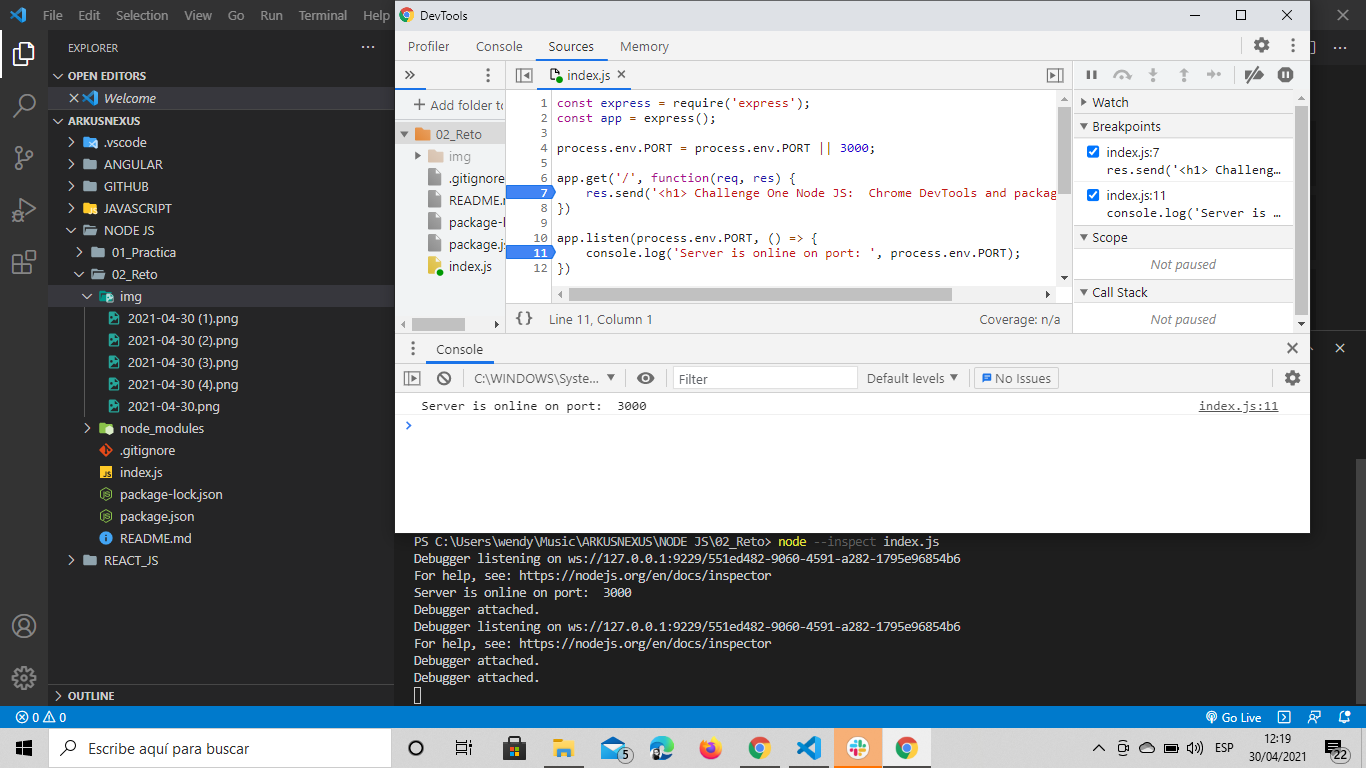 File Edit Selection View Go Run Terminal Help
EXPLORER
OPEN EDITORS
Welcome
ARKUSNEXUS
.vscode
ANGULAR
GITHUB
JAVASCRIPT
NODE JS
01_Practica
02_Reto
img
2021-04-30 (1).png
2021-04-30 (2).png
2021-04-30 (3).png
2021-04-30 (4).png
2021-04-30.png
node_modules
.gitignore
index.js
package-lock.json
package.json
README.md
REACT_JS
OUTLINE
DevTools
Profiler Console Sources Memory
index.js
Add folder to
02_Reto
img
.gitignore
README.
package-l
package.js
index.js
1 const express = require('express');
2 const app = express();
3
4 process.env.PORT = process.env.PORT || 3000;
5
6 app.get('/', function(req, res) {
7 res.send('<h1> Challenge One Node JS:  Chrome DevTools and packag
8 })
9
10 app.listen(process.env.PORT, () => {
11 console.log('Server is online on port: ', process.env.PORT);
12 })
{} Line 11, Column 1 Coverage: n/a
Watch
Breakpoints
index.js:7
res.send('<h1> Challeng…
index.js:11
console.log('Server is …
Scope
Not paused
Call Stack
Not paused
Console
C:\WINDOWS\Syste… Filter Default levels No Issues
Server is online on port:  3000 index.js:11
PS C:\Users\wendy\Music\ARKUSNEXUS\NODE JS\02_Reto> node --inspect index.js
Debugger listening on ws://127.0.0.1:9229/551ed482-9060-4591-a282-1795e96854b6
For help, see: https://nodejs.org/en/docs/inspector
Server is online on port:  3000
Debugger attached.
Debugger listening on ws://127.0.0.1:9229/551ed482-9060-4591-a282-1795e96854b6
For help, see: https://nodejs.org/en/docs/inspector
Debugger attached.
Debugger attached.
0 0 Go Live
Escribe aquí para buscar 5 ESP 12:19
30/04/2021 22